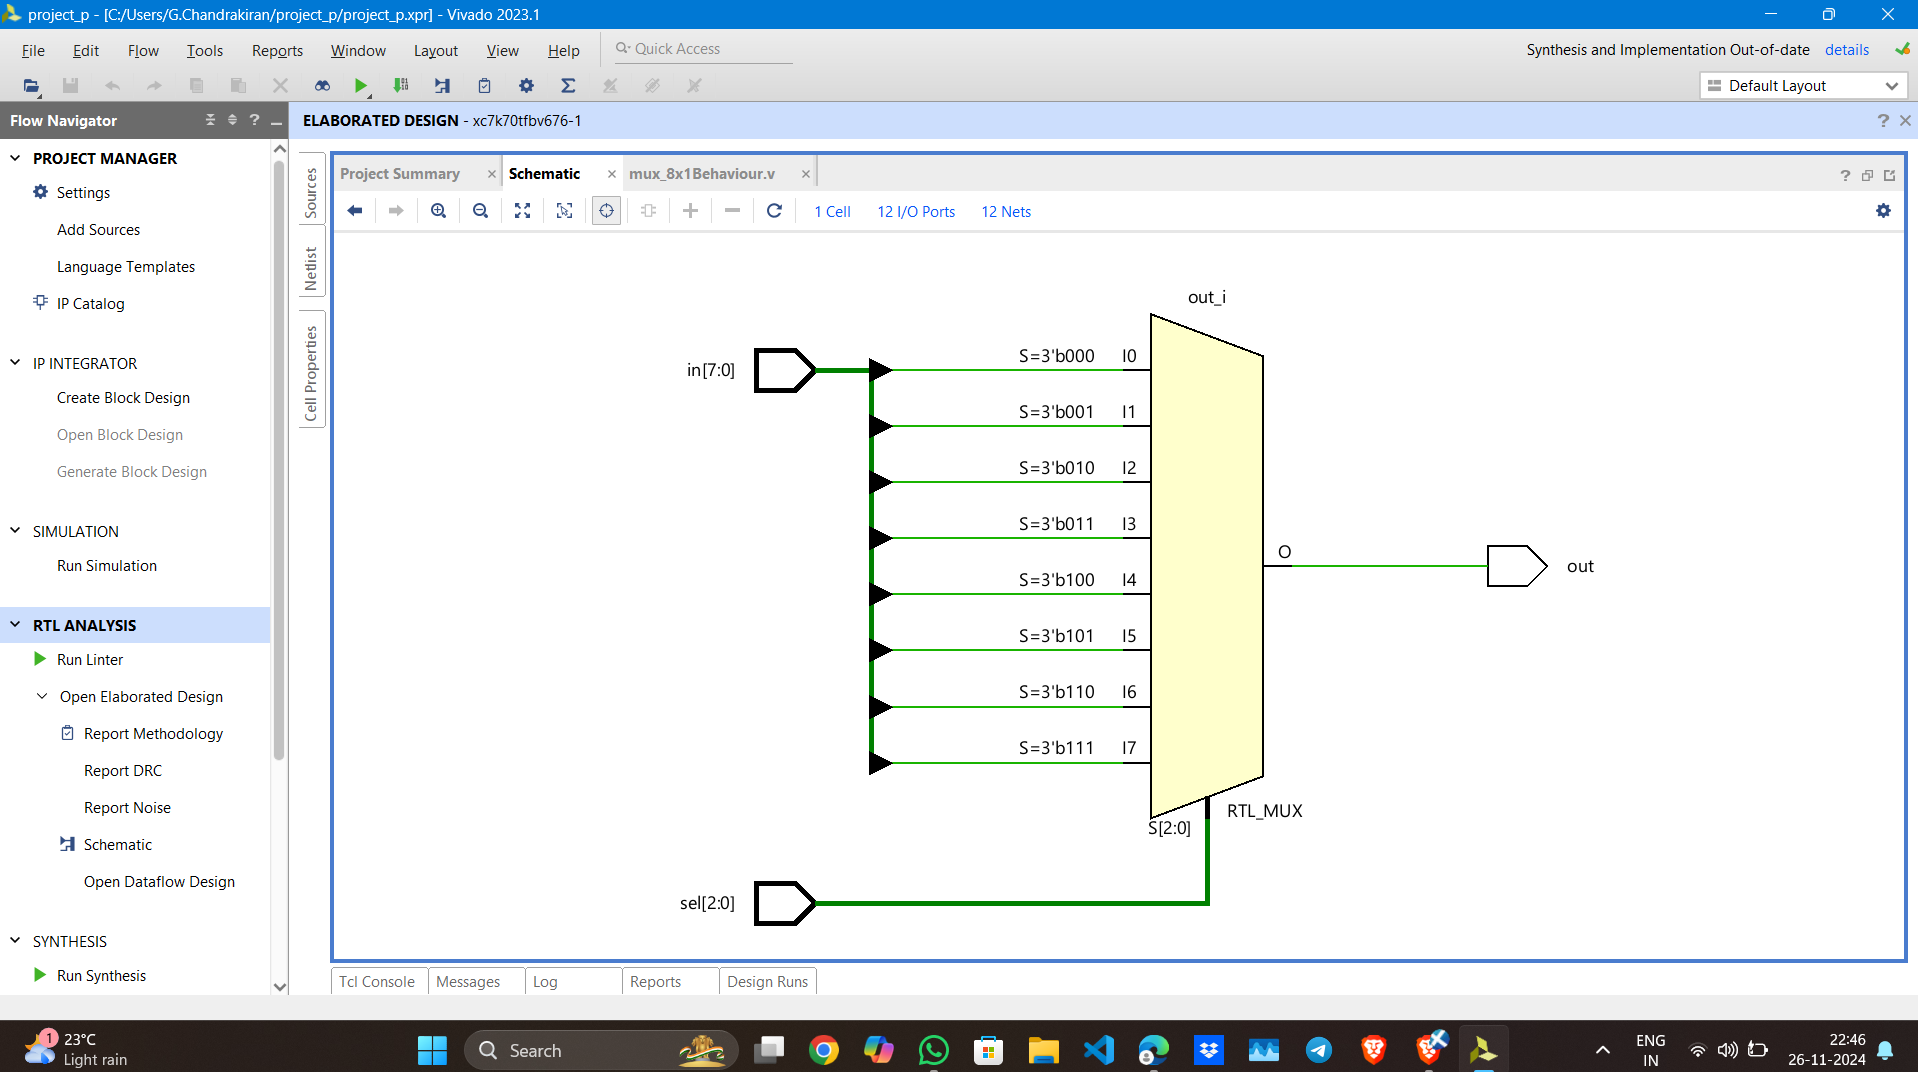 project_p - [C:/Users/G.Chandrakiran/project_p/project_p.xpr] - Vivado 2023.1
File Edit Flow Tools Reports Window Layout View Help Quick Access
Synthesis and Implementation Out-of-date details
Default Layout
Flow Navigator
ELABORATED DESIGN - xc7k70tfbv676-1
PROJECT MANAGER
Settings
Add Sources
Language Templates
IP Catalog
IP INTEGRATOR
Create Block Design
Open Block Design
Generate Block Design
SIMULATION
Run Simulation
RTL ANALYSIS
Run Linter
Open Elaborated Design
Report Methodology
Report DRC
Report Noise
Schematic
Open Dataflow Design
SYNTHESIS
Run Synthesis
Sources
Netlist
Cell Properties
Project Summary Schematic mux_8x1Behaviour.v
1 Cell 12 I/O Ports 12 Nets
out_i
in[7:0] S=3'b000 I0
S=3'b001 I1
S=3'b010 I2
S=3'b011 I3
S=3'b100 I4
S=3'b101 I5
S=3'b110 I6
S=3'b111 I7
O
out
RTL_MUX
S[2:0]
sel[2:0]
Tcl Console Messages Log Reports Design Runs
1
23°C
Light rain
Search
ENG
IN
22:46
26-11-2024